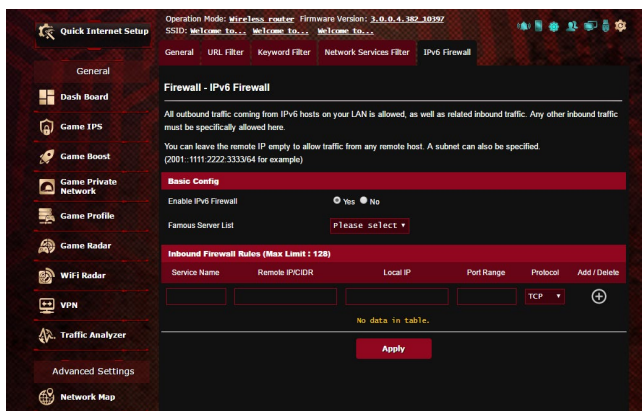 Quick Internet Setup
General
Dash Board
Game IPS
Game Boost
Game Private
Network
Game Profile
Game Radar
WiFi Radar
VPN
Traffic Analyzer
Advanced Settings
Network Map
Operation Mode: Wireless router Firmware Version: 3.0.0.4.382_10397
SSID: Welcome to... Welcome to... Welcome to...
General URL Filter Keyword Filter Network Services Filter IPv6 Firewall
Firewall - IPv6 Firewall
All outbound traffic coming from IPv6 hosts on your LAN is allowed, as well as related inbound traffic. Any other inbound traffic
must be specifically allowed here.
You can leave the remote IP empty to allow traffic from any remote host. A subnet can also be specified.
(2001::1111:2222:3333/64 for example)
Basic Config
Enable IPv6 Firewall Yes No
Famous Server List Please select
Inbound Firewall Rules (Max Limit : 128)
Service Name Remote IP/CIDR Local IP Port Range Protocol Add / Delete
TCP
No data in table.
Apply